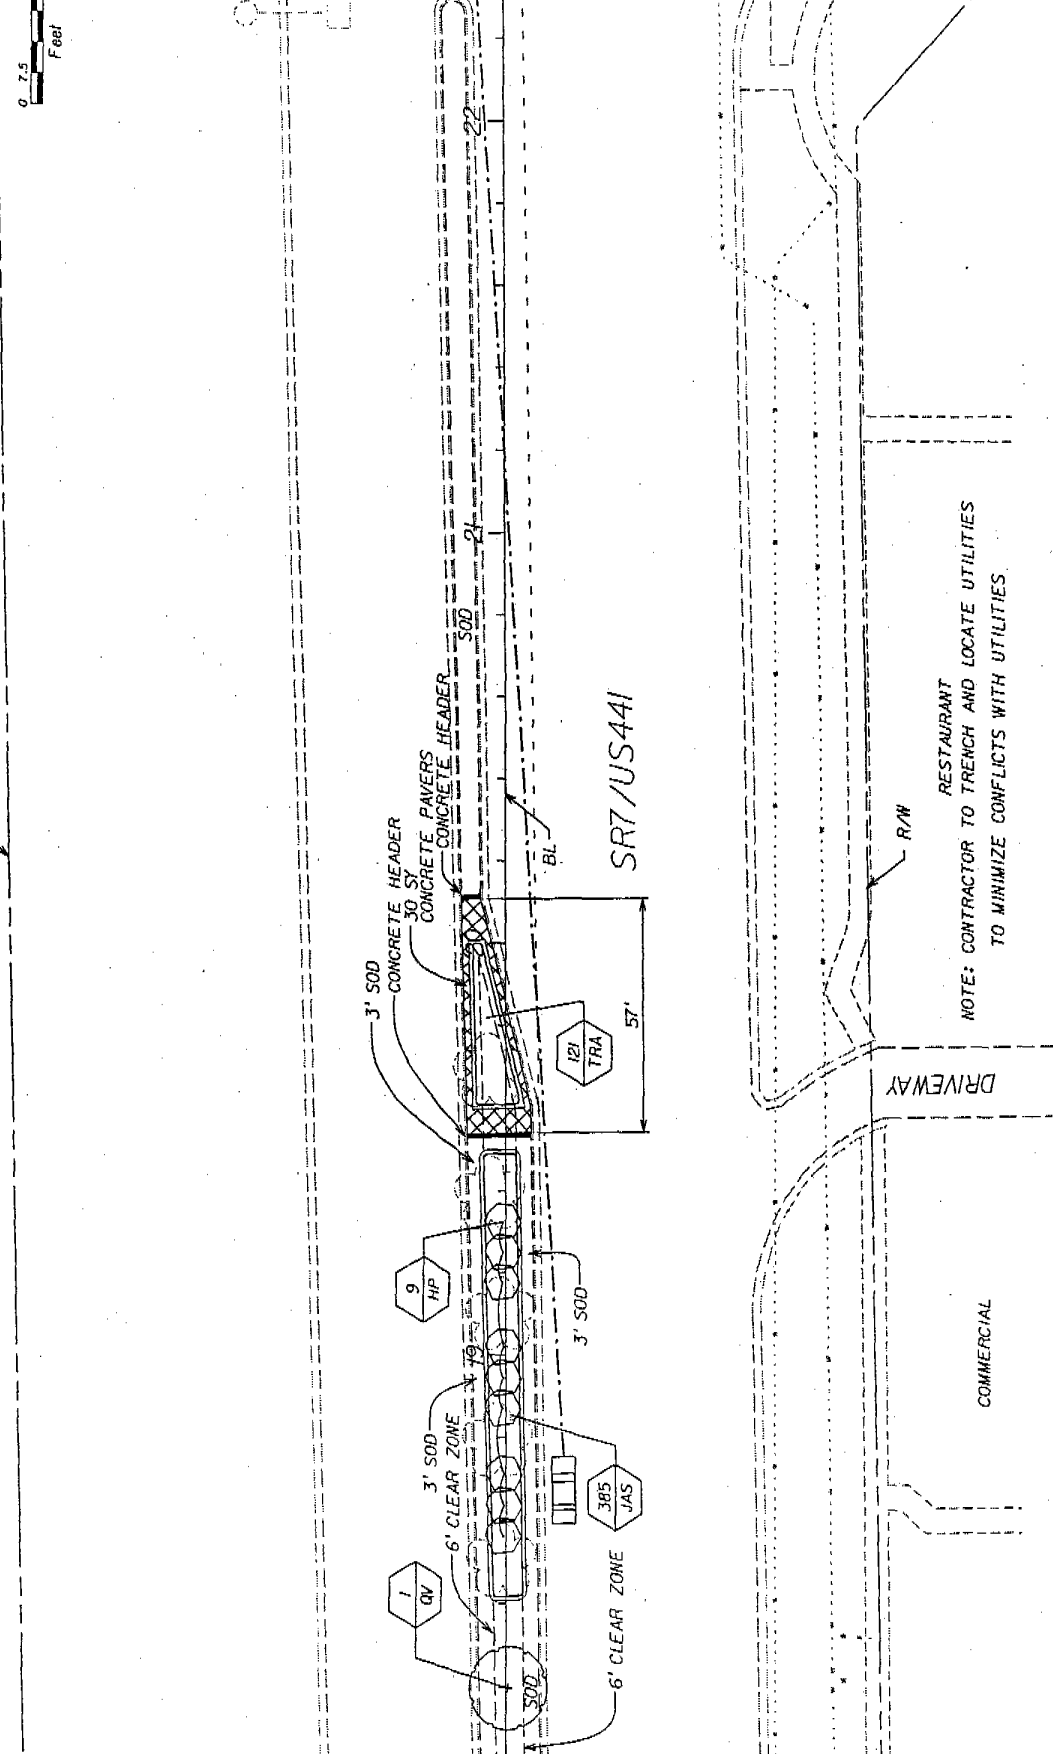 0 7.5
Feet
22
21
SOD
CONCRETE HEADER
CONCRETE PAVERS
30 SY
CONCRETE HEADER
3' SOD
BL
SR7/US441
121
TRA
57'
R/W
RESTAURANT
NOTE: CONTRACTOR TO TRENCH AND LOCATE UTILITIES
TO MINIMIZE CONFLICTS WITH UTILITIES
DRIVEWAY
9
HP
19
3' SOD
3' SOD
6' CLEAR ZONE
385
JAS
COMMERCIAL
1
QV
SOD
6' CLEAR ZONE